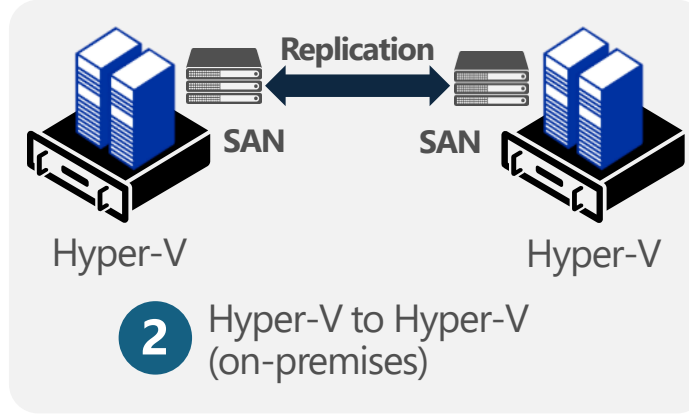 Replication
SAN
SAN
Hyper-V
Hyper-V
2
Hyper-V to Hyper-V
(on-premises)